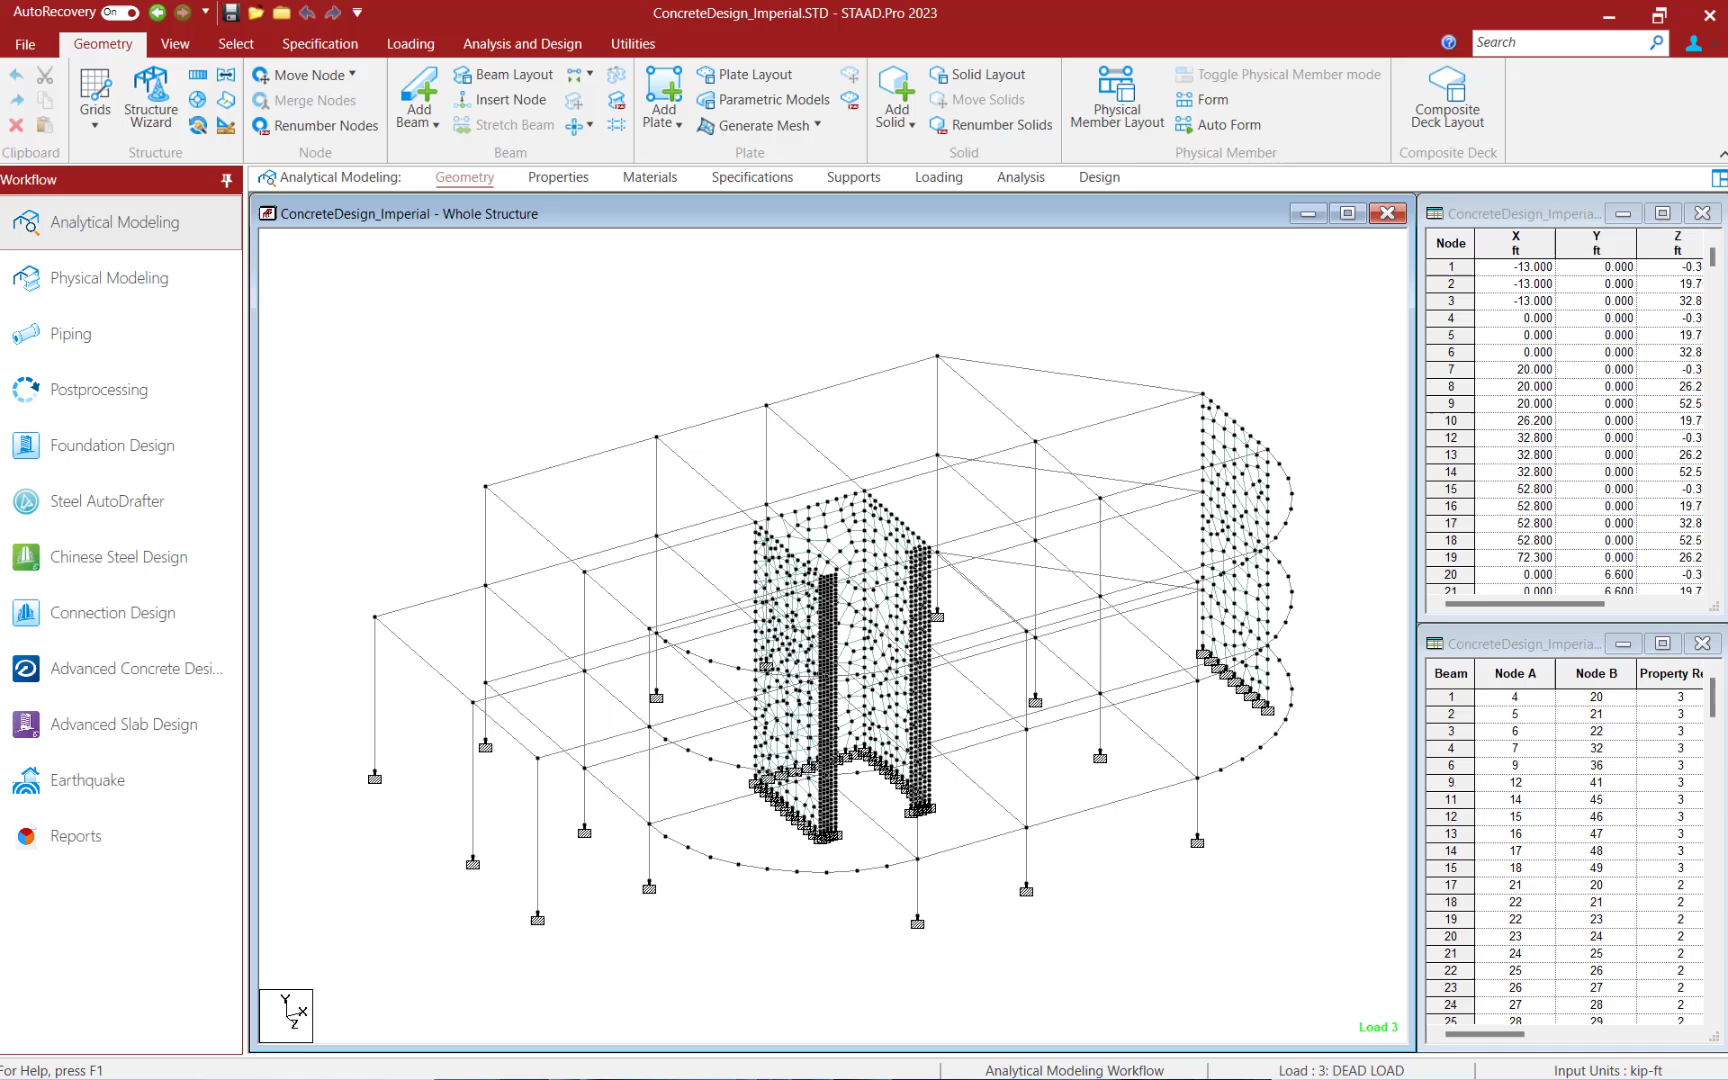 AutoRecovery On
ConcreteDesign_Imperial.STD - STAAD.Pro 2023
File Geometry View Select Specification Loading Analysis and Design Utilities
Search
Grids
Structure Wizard
Move Node
Merge Nodes
Renumber Nodes
Add Beam
Beam Layout
Insert Node
Stretch Beam
Add Plate
Plate Layout
Parametric Models
Generate Mesh
Add Solid
Solid Layout
Move Solids
Renumber Solids
Physical Member Layout
Toggle Physical Member mode
Form
Auto Form
Composite Deck Layout
Clipboard Structure Node Beam Plate Solid Physical Member Composite Deck
Workflow
Analytical Modeling: Geometry Properties Materials Specifications Supports Loading Analysis Design
Analytical Modeling
Physical Modeling
Piping
Postprocessing
Foundation Design
Steel AutoDrafter
Chinese Steel Design
Connection Design
Advanced Concrete Desi...
Advanced Slab Design
Earthquake
Reports
ConcreteDesign_Imperial - Whole Structure
Y
X
Z
Load 3
ConcreteDesign_Imperia...
Node X ft Y ft Z ft
1 -13.000 0.000 -0.3
2 -13.000 0.000 19.7
3 -13.000 0.000 32.8
4 0.000 0.000 -0.3
5 0.000 0.000 19.7
6 0.000 0.000 32.8
7 20.000 0.000 -0.3
8 20.000 0.000 26.2
9 20.000 0.000 52.5
10 26.200 0.000 19.7
12 32.800 0.000 -0.3
13 32.800 0.000 26.2
14 32.800 0.000 52.5
15 52.800 0.000 -0.3
16 52.800 0.000 19.7
17 52.800 0.000 32.8
18 52.800 0.000 52.5
19 72.300 0.000 26.2
20 0.000 6.600 -0.3
21 0.000 6.600 19.7
ConcreteDesign_Imperia...
Beam Node A Node B Property Re
1 4 20 3
2 5 21 3
3 6 22 3
4 7 32 3
6 9 36 3
9 12 41 3
11 14 45 3
12 15 46 3
13 16 47 3
14 17 48 3
15 18 49 3
17 21 20 2
18 22 21 2
19 22 23 2
20 23 24 2
21 24 25 2
22 25 26 2
23 26 27 2
24 27 28 2
25 28 29 2
For Help, press F1
Analytical Modeling Workflow
Load : 3: DEAD LOAD
Input Units : kip-ft